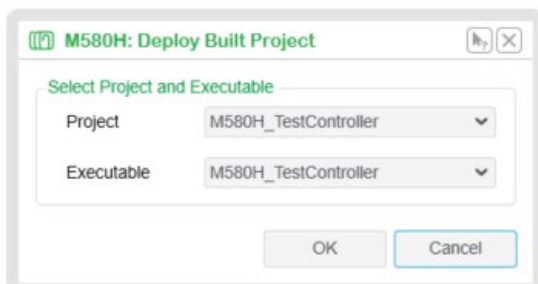 M580H: Deploy Built Project
Select Project and Executable
Project M580H_TestController
Executable M580H_TestController
OK Cancel